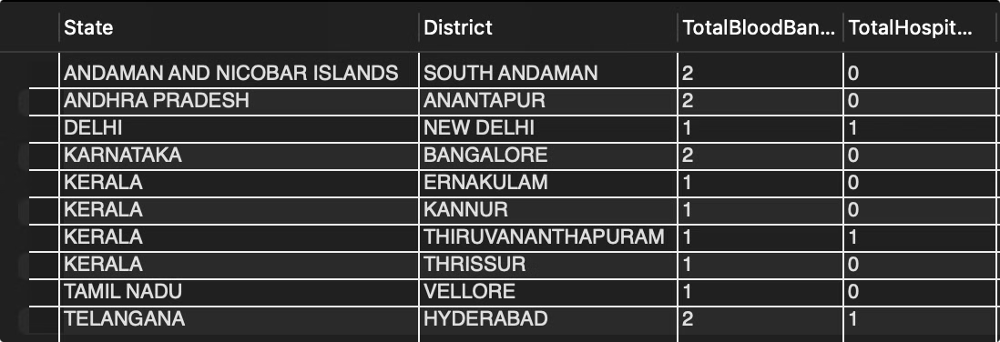 State District TotalBloodBan... TotalHospit...
ANDAMAN AND NICOBAR ISLANDS SOUTH ANDAMAN 2 0
ANDHRA PRADESH ANANTAPUR 2 0
DELHI NEW DELHI 1 1
KARNATAKA BANGALORE 2 0
KERALA ERNAKULAM 1 0
KERALA KANNUR 1 0
KERALA THIRUVANANTHAPURAM 1 1
KERALA THRISSUR 1 0
TAMIL NADU VELLORE 1 0
TELANGANA HYDERABAD 2 1